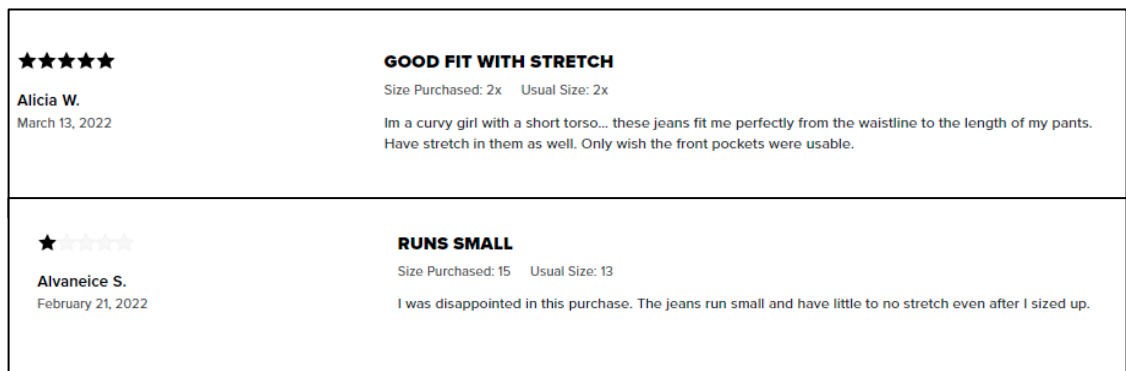 GOOD FIT WITH STRETCH
Alicia W.
Size Purchased: 2x Usual Size: 2x
March 13, 2022
Im a curvy girl with a short torso... these jeans fit me perfectly from the waistline to the length of my pants.
Have stretch in them as well. Only wish the front pockets were usable.
RUNS SMALL
Alvaneice S.
Size Purchased: 15 Usual Size: 13
February 21, 2022
I was disappointed in this purchase. The jeans run small and have little to no stretch even after I sized up.